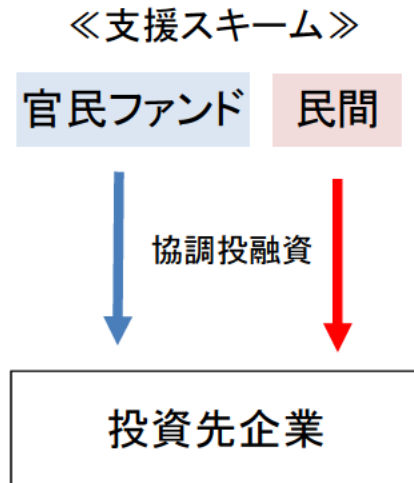 ≪支援スキーム≫
官民ファンド 民間
協調投融資
投資先企業